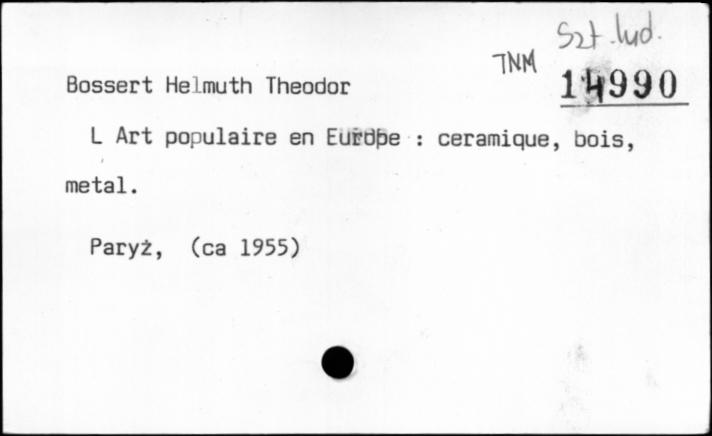 Szt. lud.
TNM
14990
Bossert Helmuth Theodor
L Art populaire en Europe : ceramique, bois,
metal.
Paryż, (ca 1955)